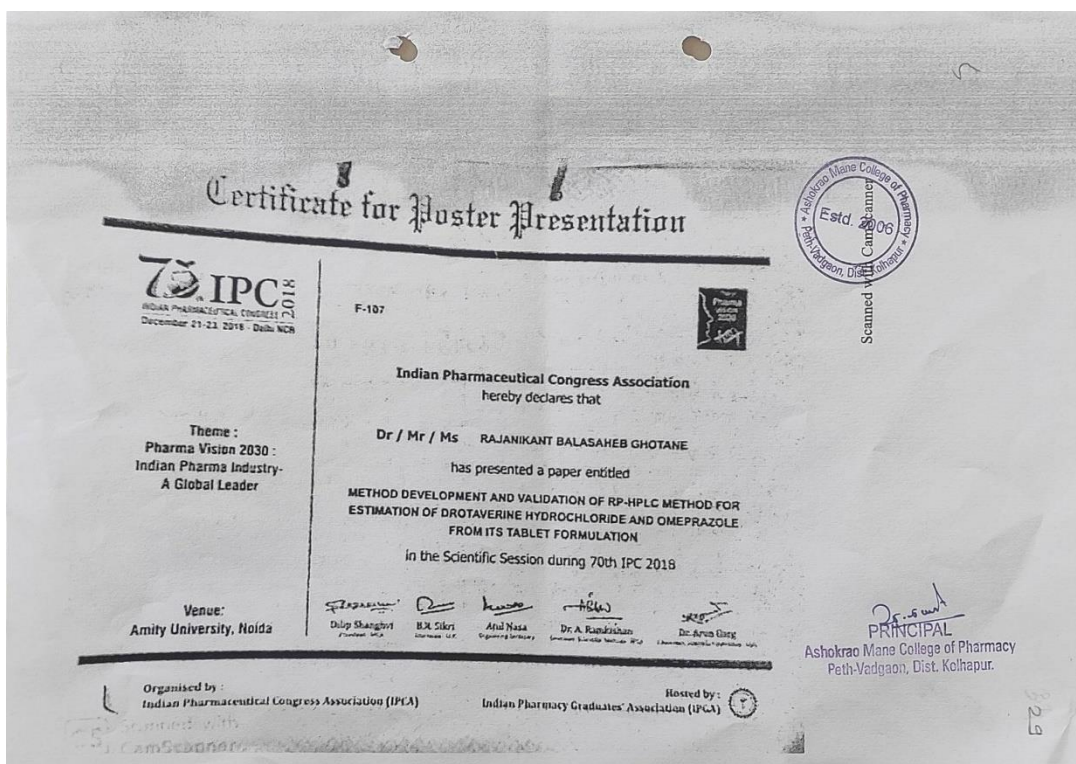 Certificate for Poster Presentation
Ashokrao Mane College of Pharmacy
Estd. 2006
Peth-Vadgaon, Dist. Kolhapur
Scanned with CamScanner
IPC 2018
INDIAN PHARMACEUTICAL CONGRESS
December 21-23, 2018 - Delhi NCR
F-107
Pharma
Vision
2030
Indian Pharmaceutical Congress Association
hereby declares that
Dr / Mr / Ms RAJANIKANT BALASAHEB GHOTANE
has presented a paper entitled
METHOD DEVELOPMENT AND VALIDATION OF RP-HPLC METHOD FOR
ESTIMATION OF DROTAVERINE HYDROCHLORIDE AND OMEPRAZOLE
FROM ITS TABLET FORMULATION
in the Scientific Session during 70th IPC 2018
Theme :
Pharma Vision 2030 :
Indian Pharma Industry-
A Global Leader
Venue:
Amity University, Noida
Dilip Shanghvi
B.R. Sikri
Atul Nasa
Dr. A. Ramkishan
Dr. Arun Garg
Organising Secretary
PRINCIPAL
Ashokrao Mane College of Pharmacy
Peth-Vadgaon, Dist. Kolhapur.
Organised by :
Indian Pharmaceutical Congress Association (IPCA)
Hosted by :
Indian Pharmacy Graduates' Association (IPGA)
Scanned with
CamScanner
329